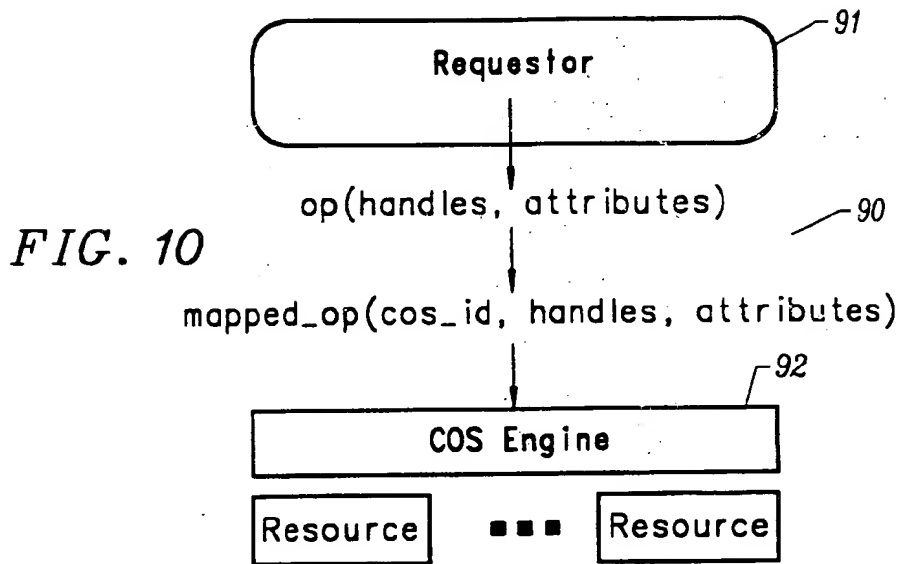 91
Requestor
op(handles, attributes)
90
FIG. 10
mapped_op(cos_id, handles, attributes)
92
COS Engine
Resource ... Resource